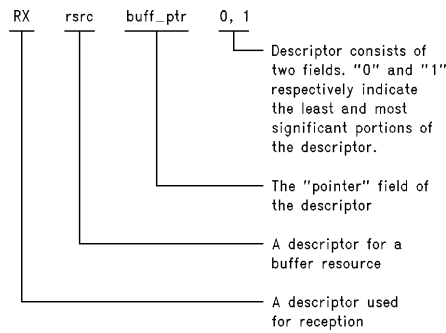 RX rsrc buff_ptr 0, 1
Descriptor consists of
two fields. "0" and "1"
respectively indicate
the least and most
significant portions of
the descriptor.
The "pointer" field of
the descriptor
A descriptor for a
buffer resource
A descriptor used
for reception